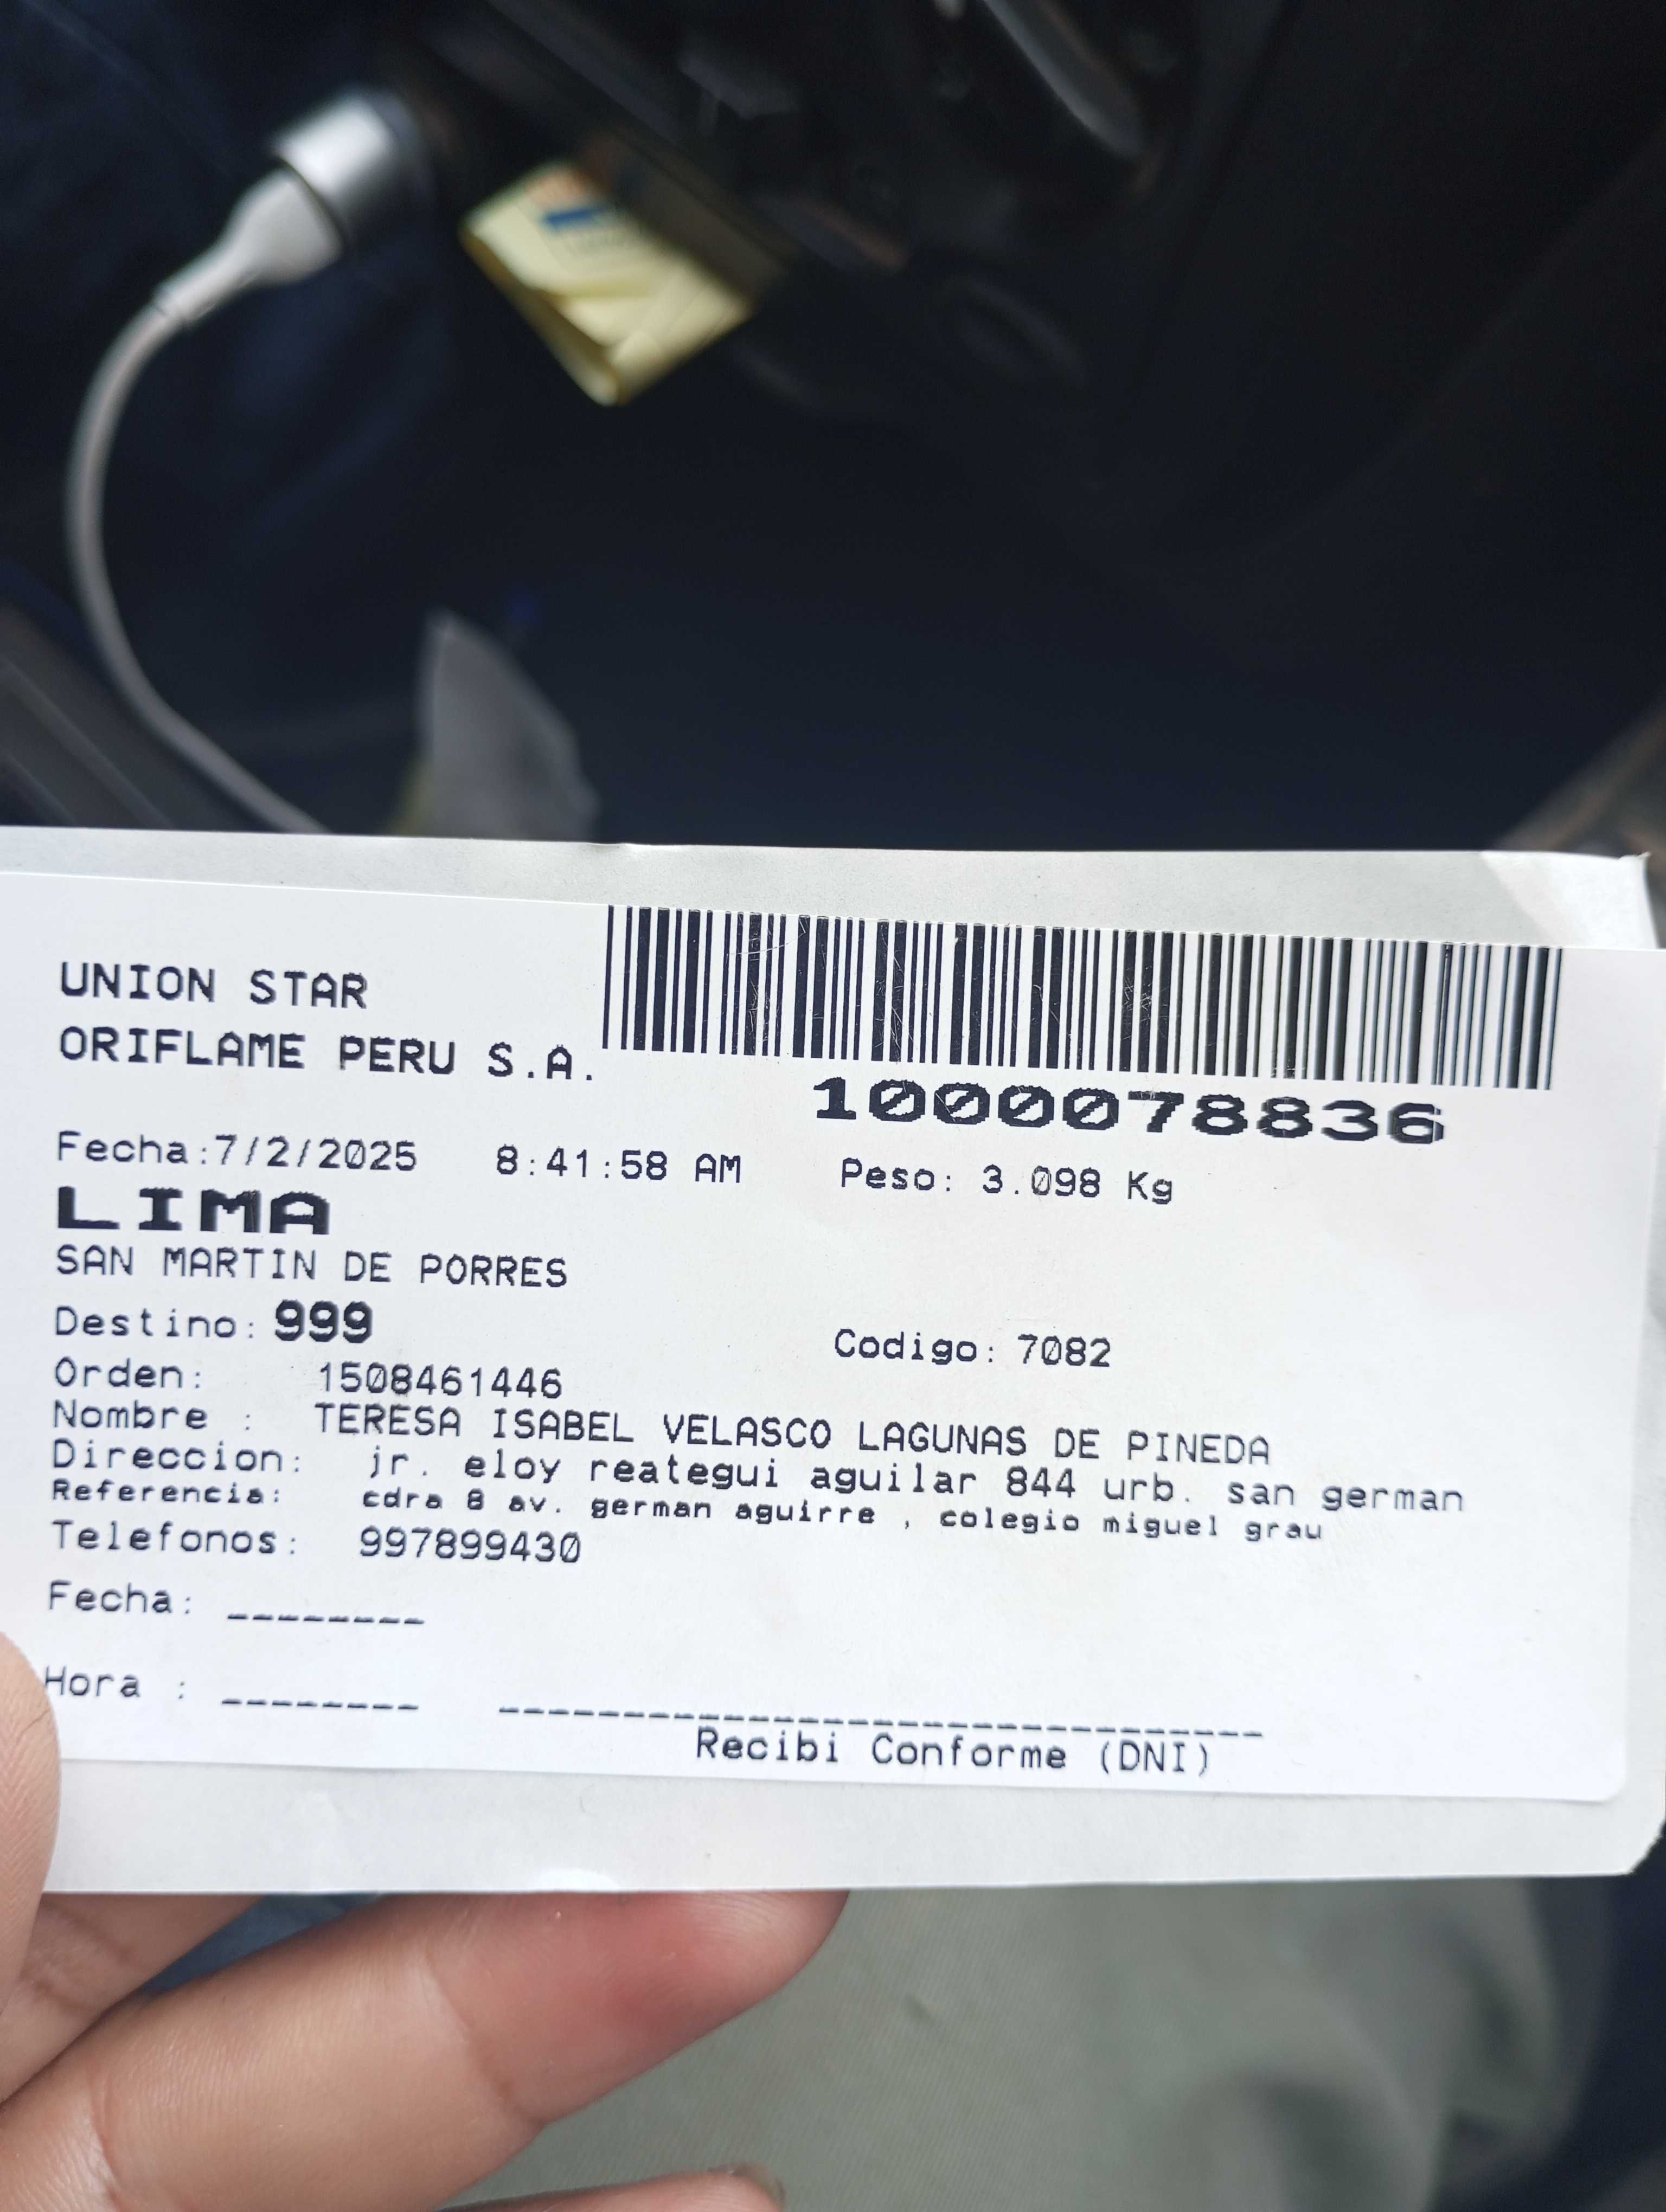 UNION STAR
ORIFLAME PERU S.A.
1000078836
Fecha:7/2/2025 8:41:58 AM Peso: 3.098 Kg
LIMA
SAN MARTIN DE PORRES
Destino: 999 Codigo: 7082
Orden: 1508461446
Nombre : TERESA ISABEL VELASCO LAGUNAS DE PINEDA
Direccion: jr. eloy reategui aguilar 844 urb. san german
Referencia: cdra 8 av. german aguirre , colegio miguel grau
Telefonos: 997899430
Fecha: ________
Hora : ________
Recibi Conforme (DNI)